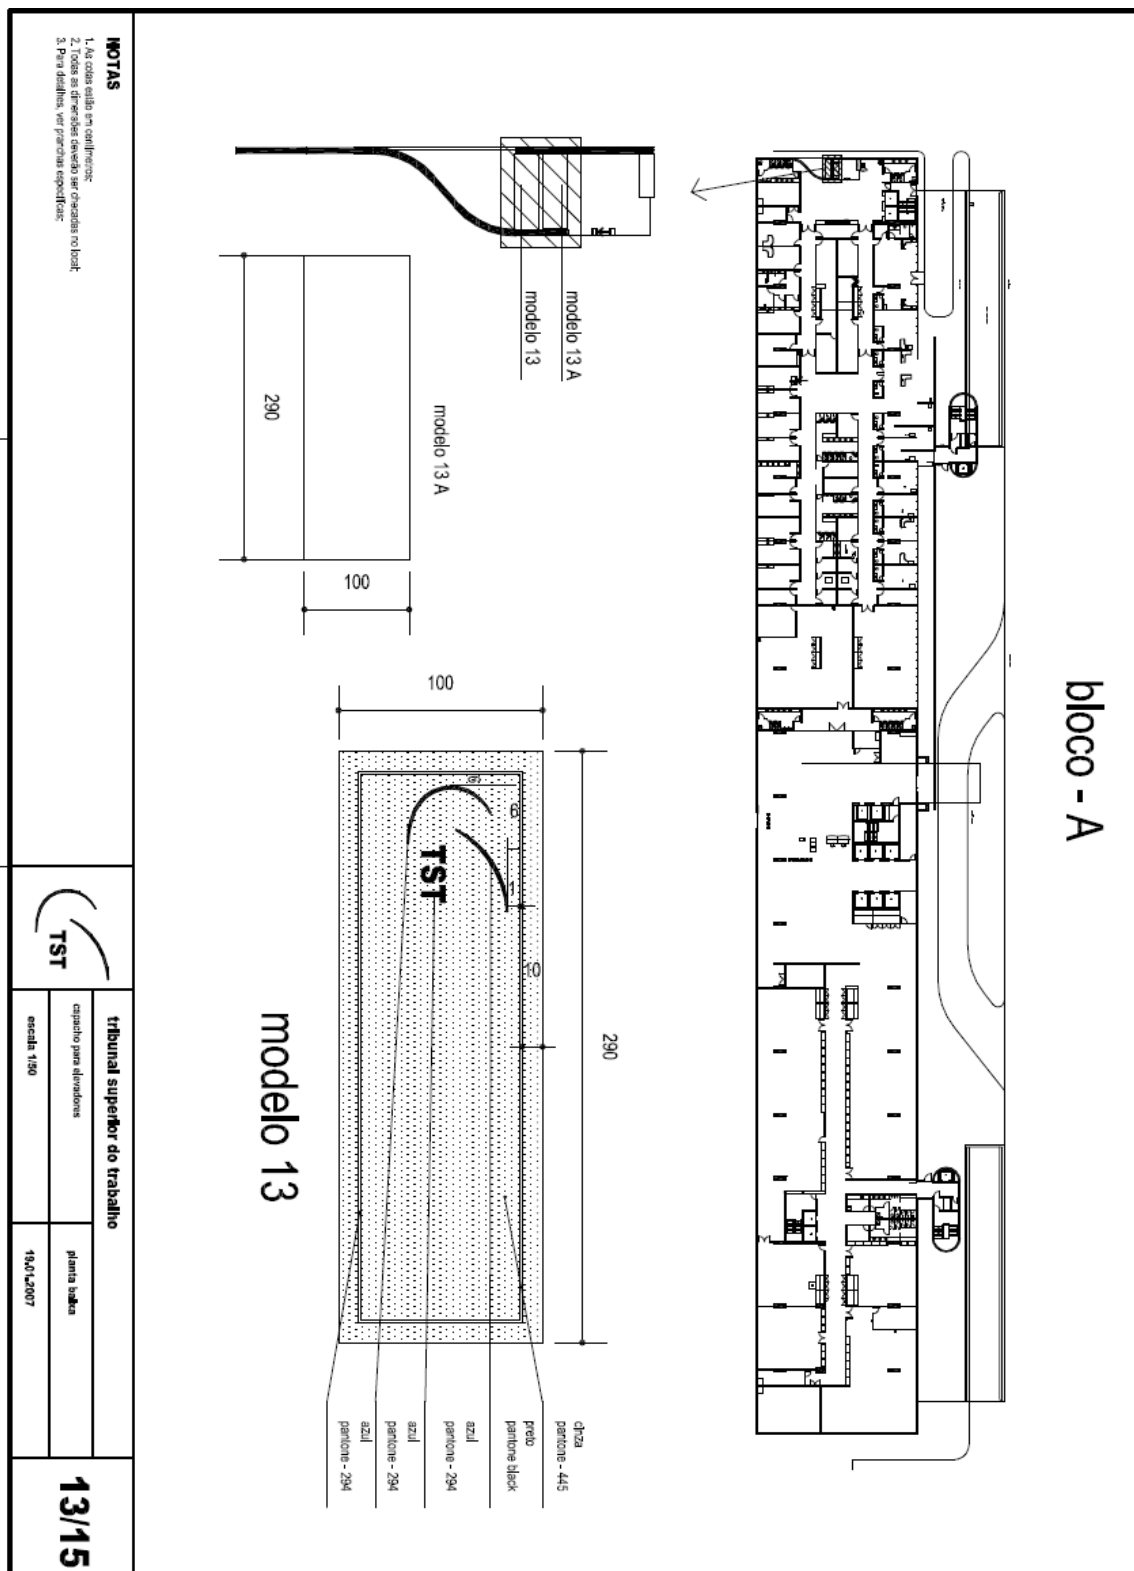 bloco - A
modelo 13 A
modelo 13
modelo 13 A
290
100
100
290
6
6
1
10
TST
modelo 13
cinza
pantone - 445
preto
pantone black
azul
pantone - 294
azul
pantone - 294
azul
pantone - 294
NOTAS
1. As cotas estão em centímetros;
2. Todas as dimensões deverão ser checadas no local;
3. Para detalhes, ver pranchas específicas;
TST
tribunal superior do trabalho
capacho para elevadores
planta baixa
escala 1/50
19.01.2007
13/15